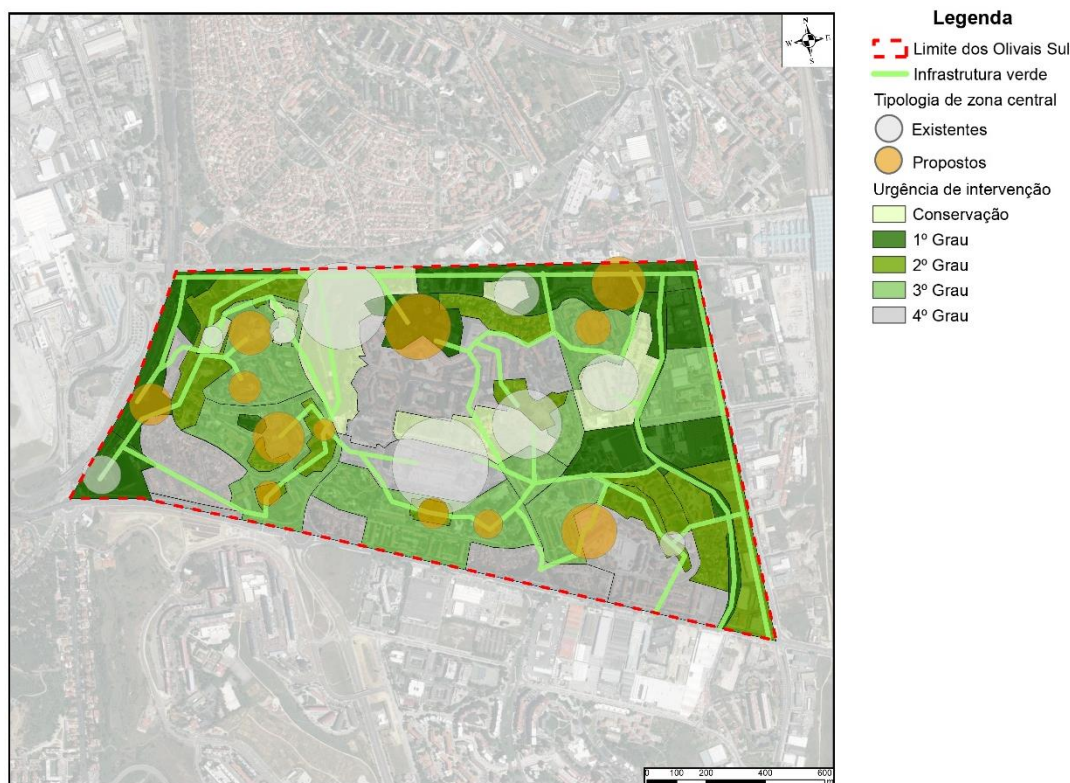 N
W E
S
Legenda
Limite dos Olivais Sul
Infrastrutura verde
Tipologia de zona central
Existentes
Propostos
Urgência de intervenção
Conservação
1º Grau
2º Grau
3º Grau
4º Grau
0 100 200 400 600
m